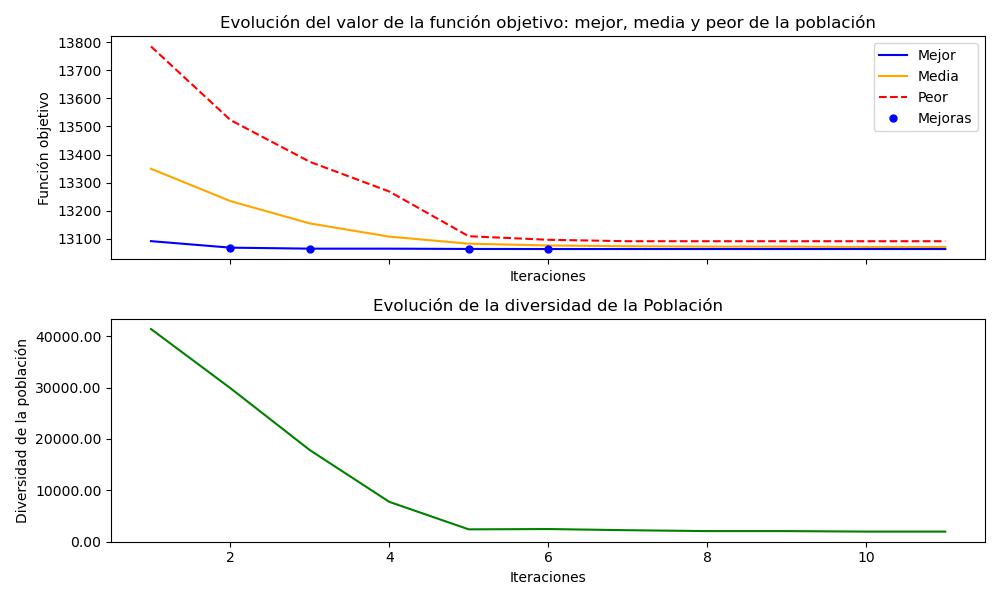 Evolución del valor de la función objetivo: mejor, media y peor de la población
13800
13700
13600
13500
13400
13300
13200
13100
Función objetivo
Mejor
Media
Peor
Mejoras
Iteraciones
Evolución de la diversidad de la Población
40000.00
30000.00
20000.00
10000.00
0.00
Diversidad de la población
2 4 6 8 10
Iteraciones